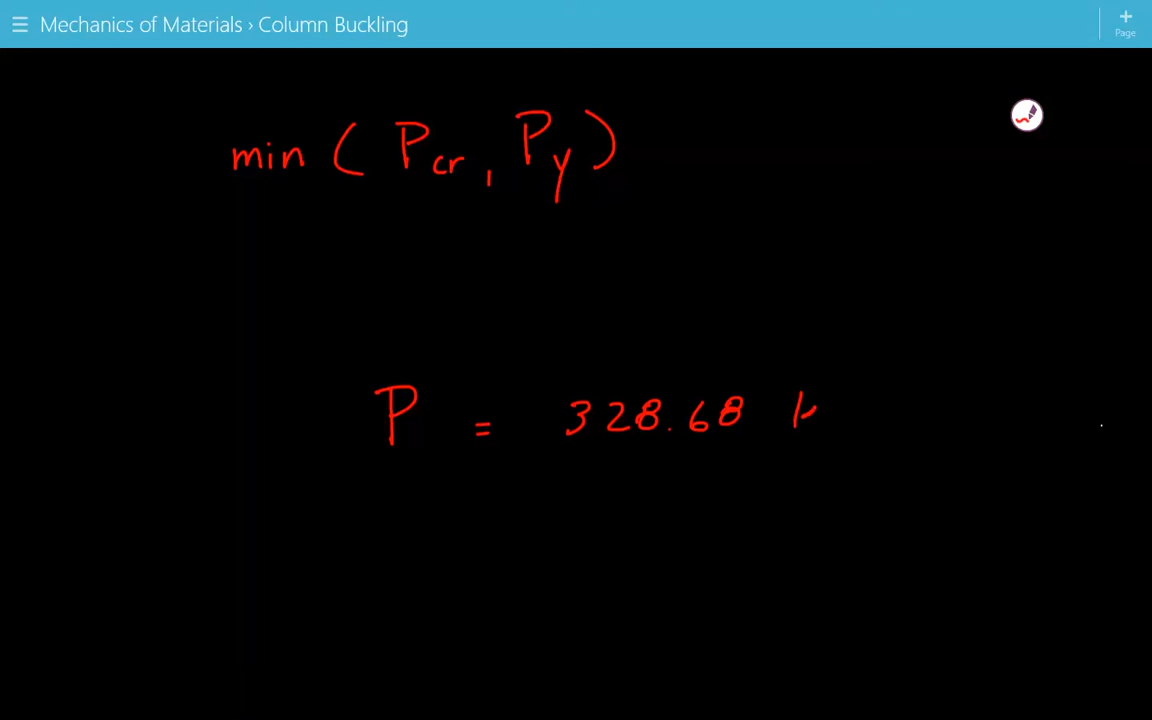 Mechanics of Materials › Column Buckling
Page
min ( Pcr, Py )
P = 328.68 k